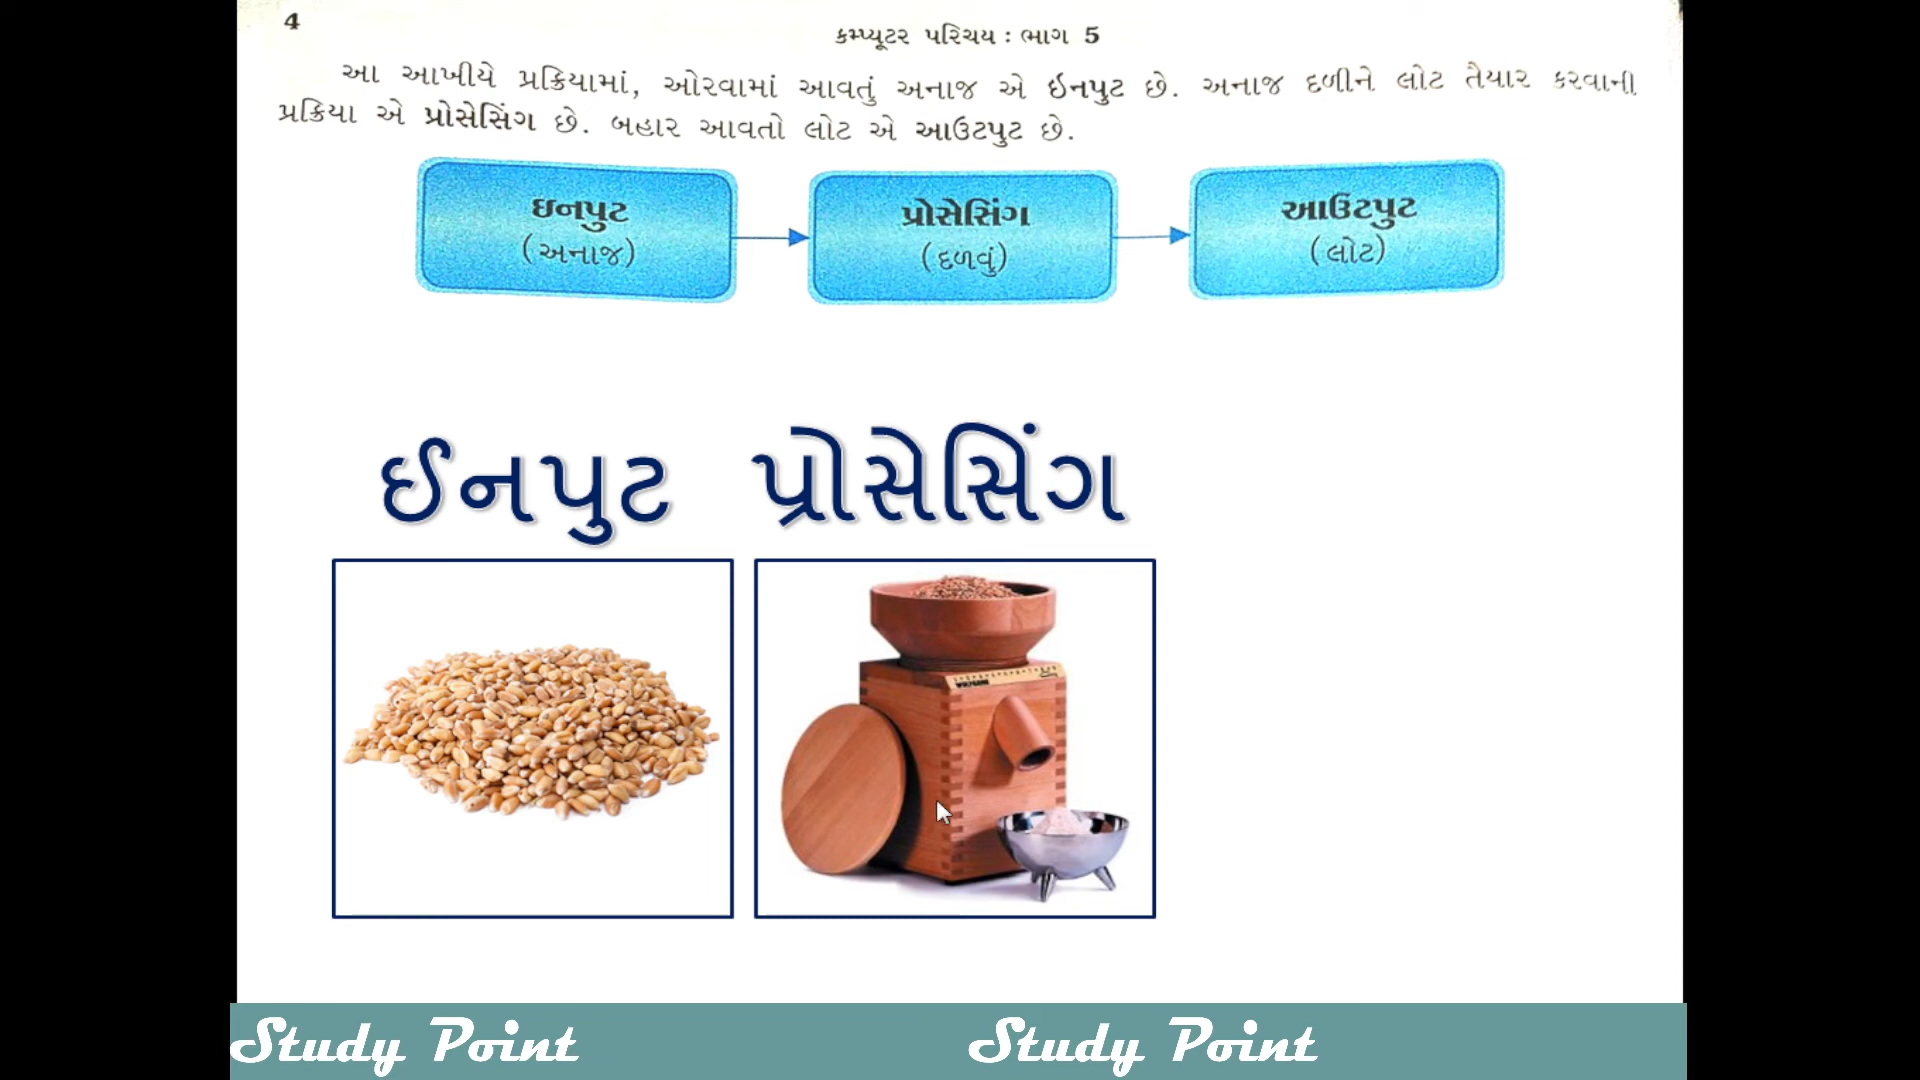 4
કમ્પ્યૂટર પરિચય : ભાગ 5
આ આખીયે પ્રક્રિયામાં, ઓરવામાં આવતું અનાજ એ ઇનપુટ છે. અનાજ દળીને લોટ તૈયાર કરવાની
પ્રક્રિયા એ પ્રોસેસિંગ છે. બહાર આવતો લોટ એ આઉટપુટ છે.
ઇનપુટ
(અનાજ)
પ્રોસેસિંગ
(દળવું)
આઉટપુટ
(લોટ)
ઈનપુટ પ્રોસેસિંગ
Study Point Study Point